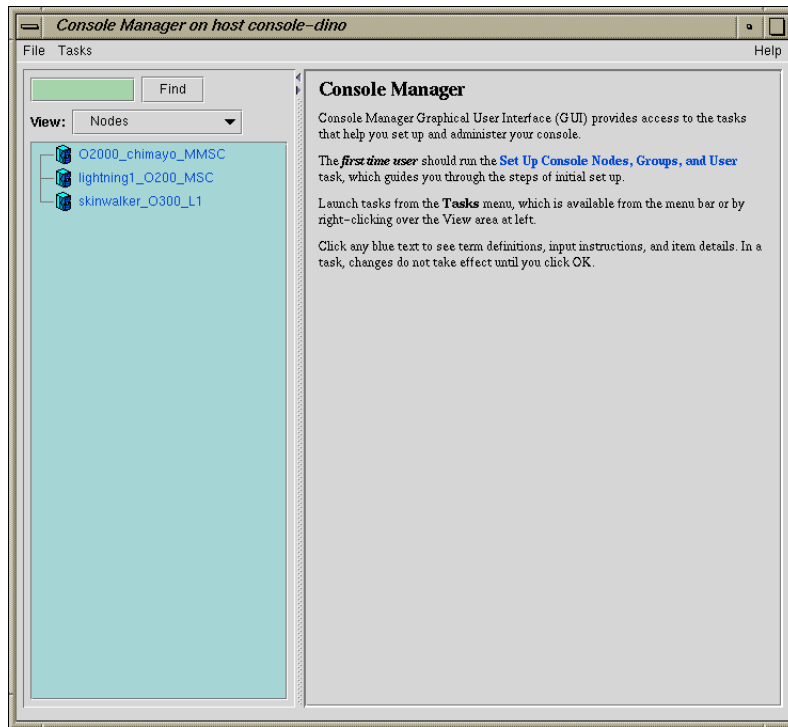 Console Manager on host console-dino
File Tasks Help
Find
View: Nodes
O2000_chimayo_MMSC
lightning1_O200_MSC
skinwalker_O300_L1
Console Manager
Console Manager Graphical User Interface (GUI) provides access to the tasks
that help you set up and administer your console.
The first time user should run the Set Up Console Nodes, Groups, and User
task, which guides you through the steps of initial set up.
Launch tasks from the Tasks menu, which is available from the menu bar or by
right-clicking over the View area at left.
Click any blue text to see term definitions, input instructions, and item details. In a
task, changes do not take effect until you click OK.